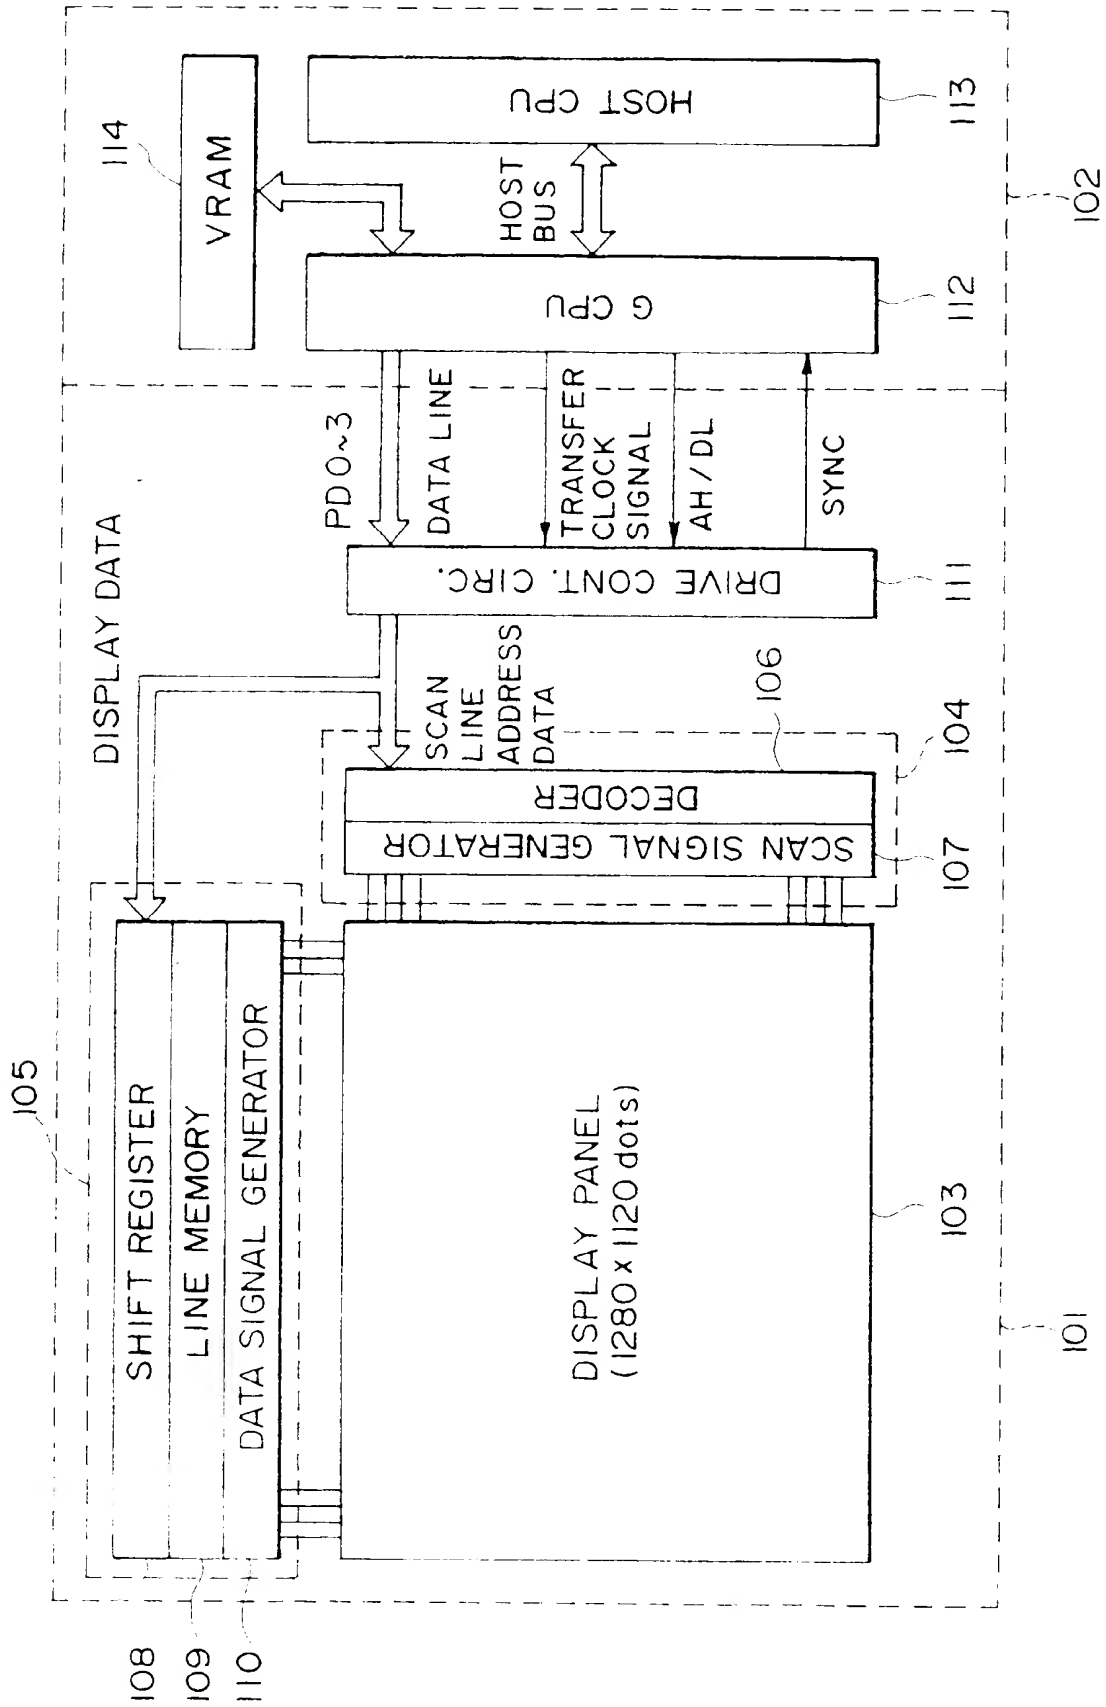 105
SHIFT REGISTER
LINE MEMORY
DATA SIGNAL GENERATOR
108
109
110
DISPLAY DATA
114
VRAM
DISPLAY PANEL
(1280 x 1120 dots)
103
SCAN SIGNAL GENERATOR
107
DECODER
106
104
SCAN
LINE
ADDRESS
DATA
DRIVE CONT. CIRC.
111
PD0~3
DATA LINE
TRANSFER
CLOCK
SIGNAL
AH/DL
SYNC
G CPU
112
HOST
BUS
HOST CPU
113
101
102